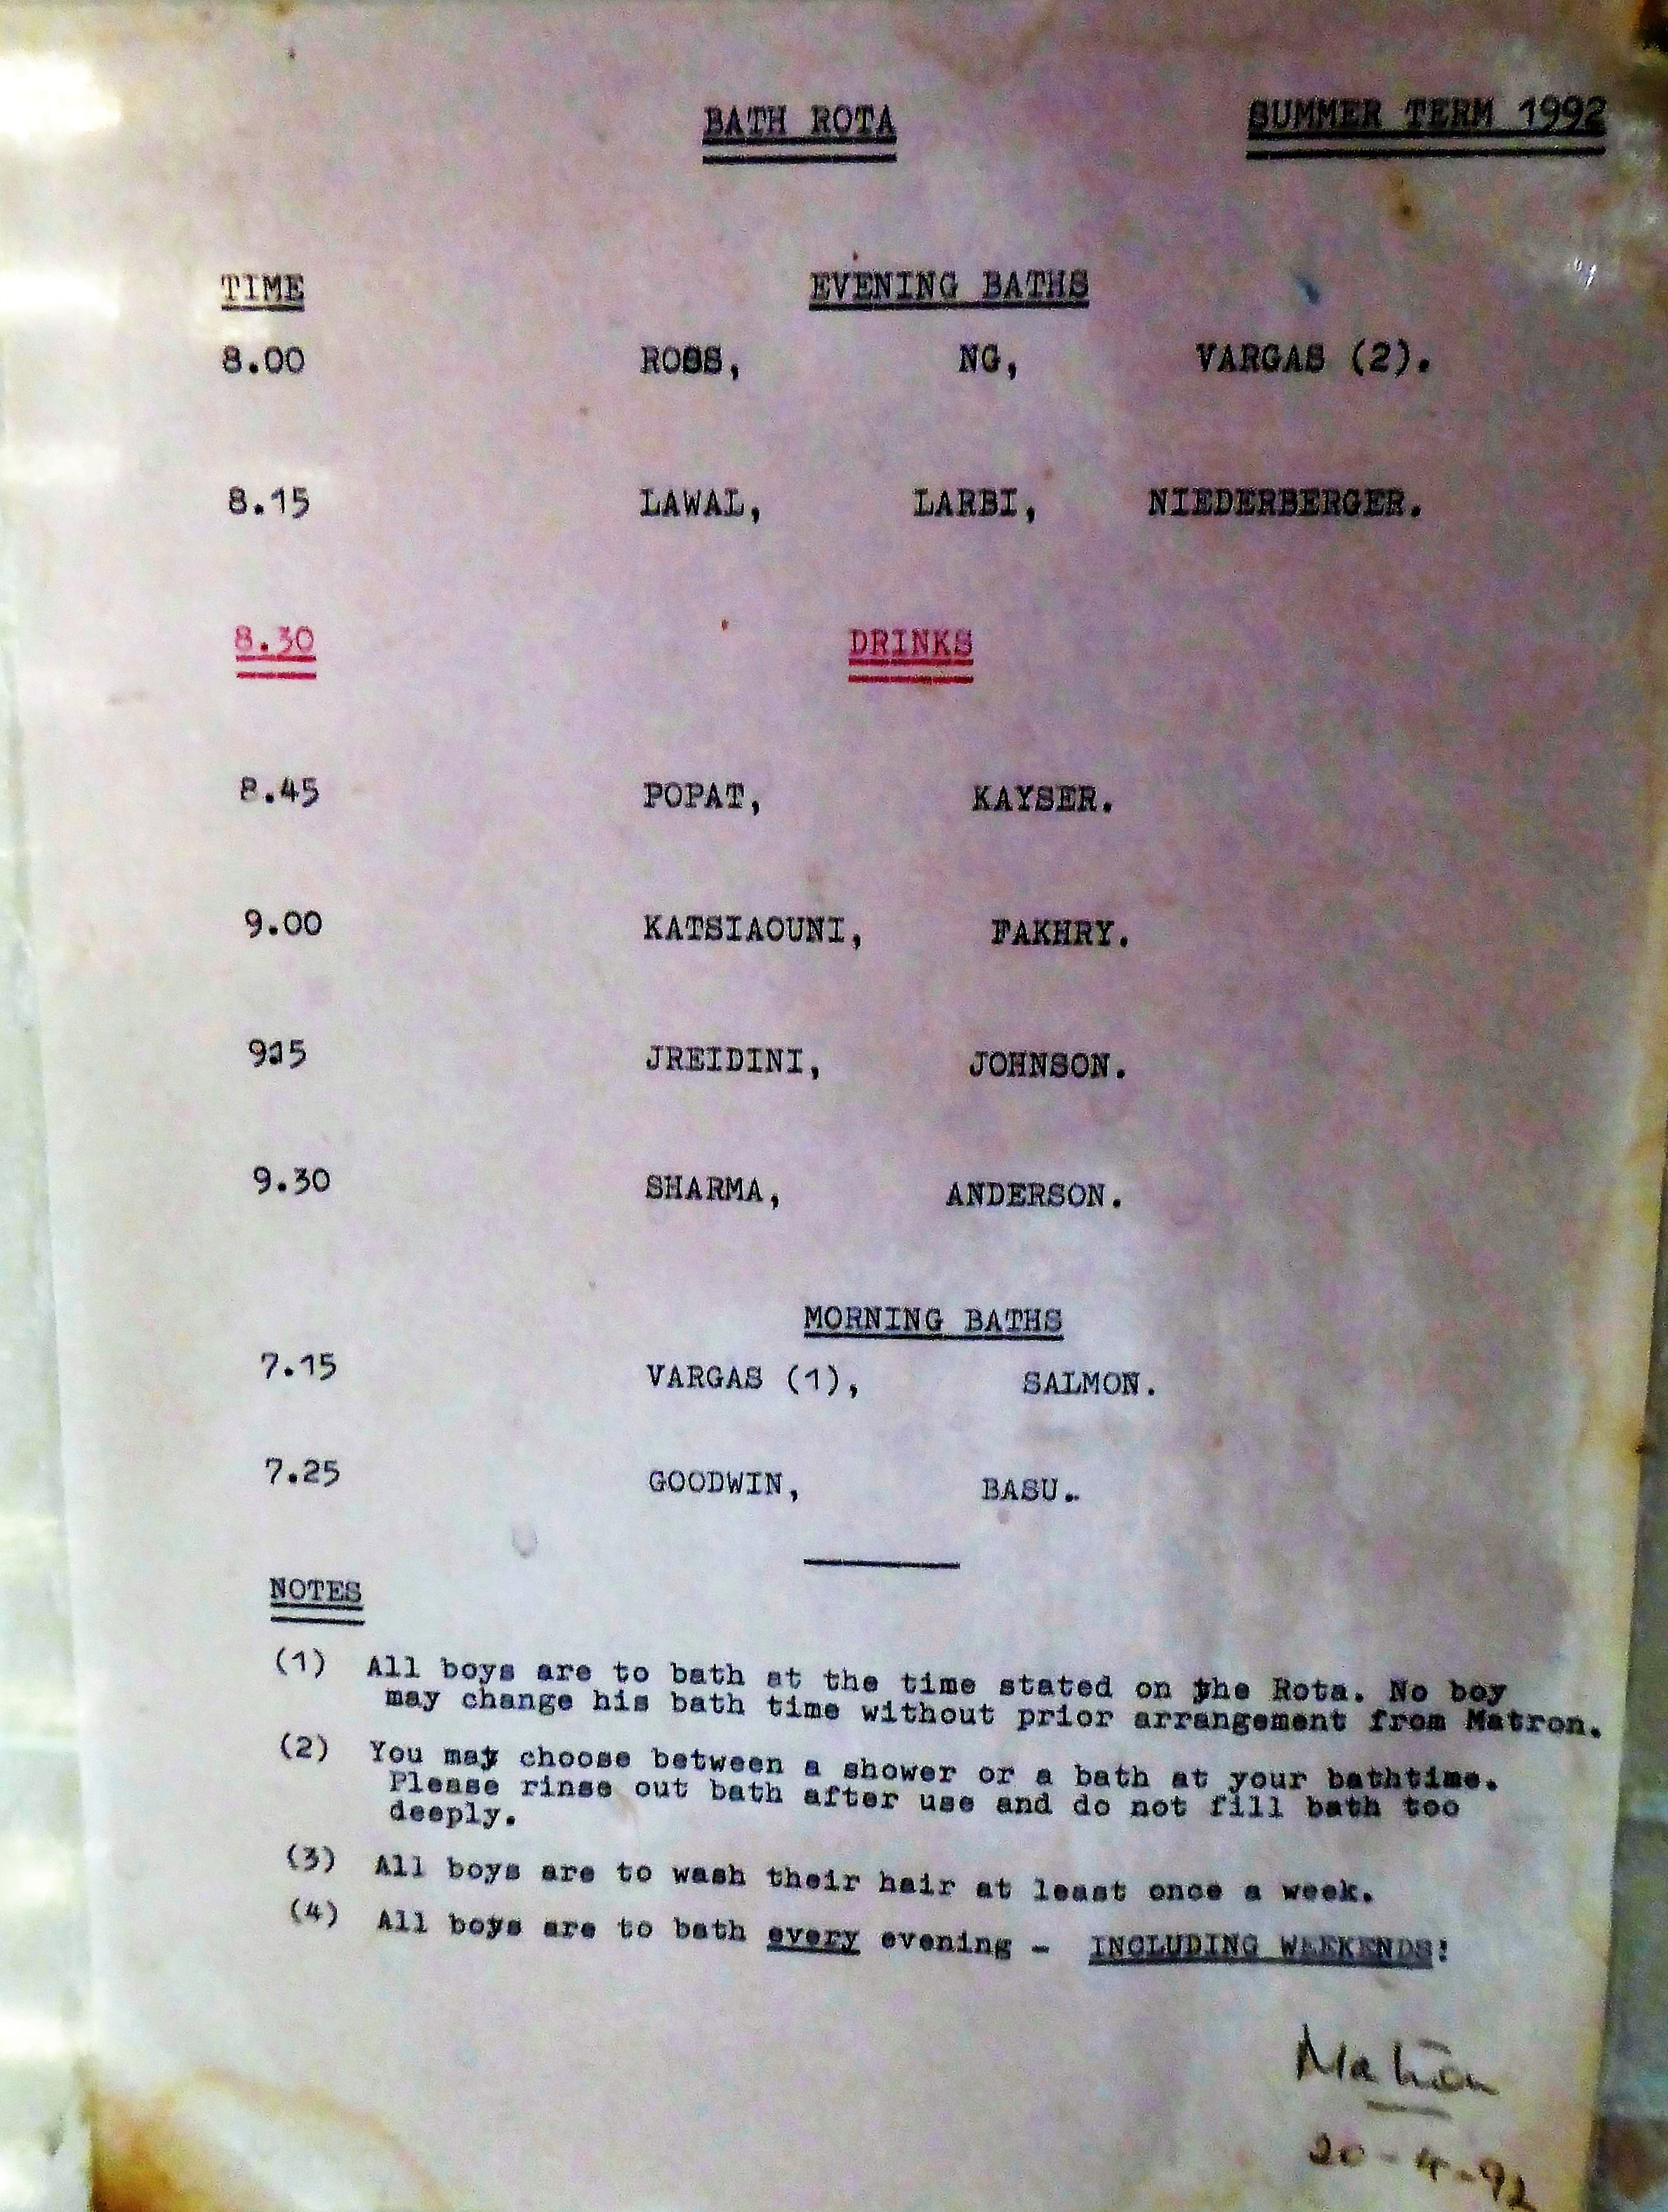 BATH ROTA SUMMER TERM 1992
TIME EVENING BATHS
8.00 ROSS, NG, VARGAS (2).
8.15 LAWAL, LARBI, NIEDERBERGER.
8.30 DRINKS
8.45 POPAT, KAYSER.
9.00 KATSIAOUNI, FAKHRY.
9.15 JREIDINI, JOHNSON.
9.30 SHARMA, ANDERSON.
MORNING BATHS
7.15 VARGAS (1), SALMON.
7.25 GOODWIN, BASU..
NOTES
(1) All boys are to bath at the time stated on the Rota. No boy
may change his bath time without prior arrangement from Matron.
(2) You may choose between a shower or a bath at your bathtime.
Please rinse out bath after use and do not fill bath too
deeply.
(3) All boys are to wash their hair at least once a week.
(4) All boys are to bath every evening - INCLUDING WEEKENDS!
Matron
20-4-92